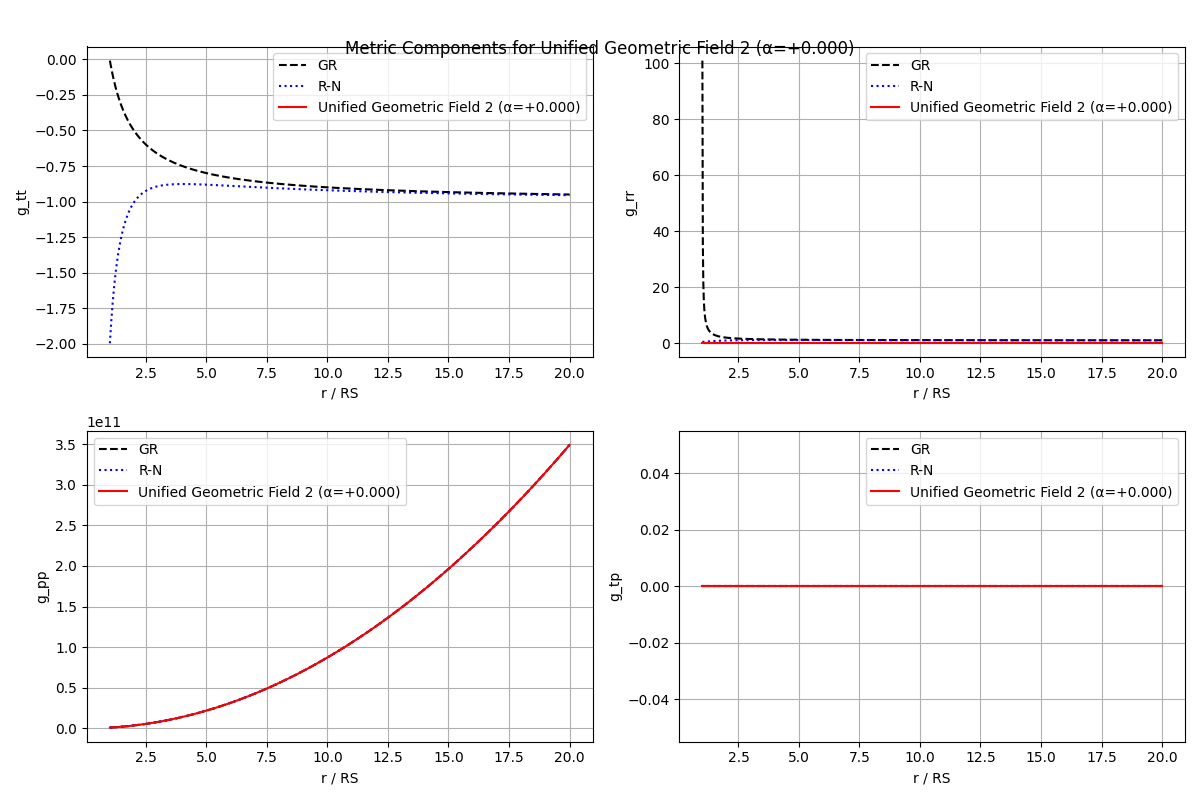 Metric Components for Unified Geometric Field 2 (α=+0.000)
0.00
−0.25
−0.50
−0.75
−1.00
−1.25
−1.50
−1.75
−2.00
g_tt
GR
R-N
Unified Geometric Field 2 (α=+0.000)
2.5 5.0 7.5 10.0 12.5 15.0 17.5 20.0
r / RS
100
80
60
40
20
0
g_rr
GR
R-N
Unified Geometric Field 2 (α=+0.000)
2.5 5.0 7.5 10.0 12.5 15.0 17.5 20.0
r / RS
1e11
3.5
3.0
2.5
2.0
1.5
1.0
0.5
0.0
g_pp
GR
R-N
Unified Geometric Field 2 (α=+0.000)
2.5 5.0 7.5 10.0 12.5 15.0 17.5 20.0
r / RS
0.04
0.02
0.00
−0.02
−0.04
g_tp
GR
R-N
Unified Geometric Field 2 (α=+0.000)
2.5 5.0 7.5 10.0 12.5 15.0 17.5 20.0
r / RS